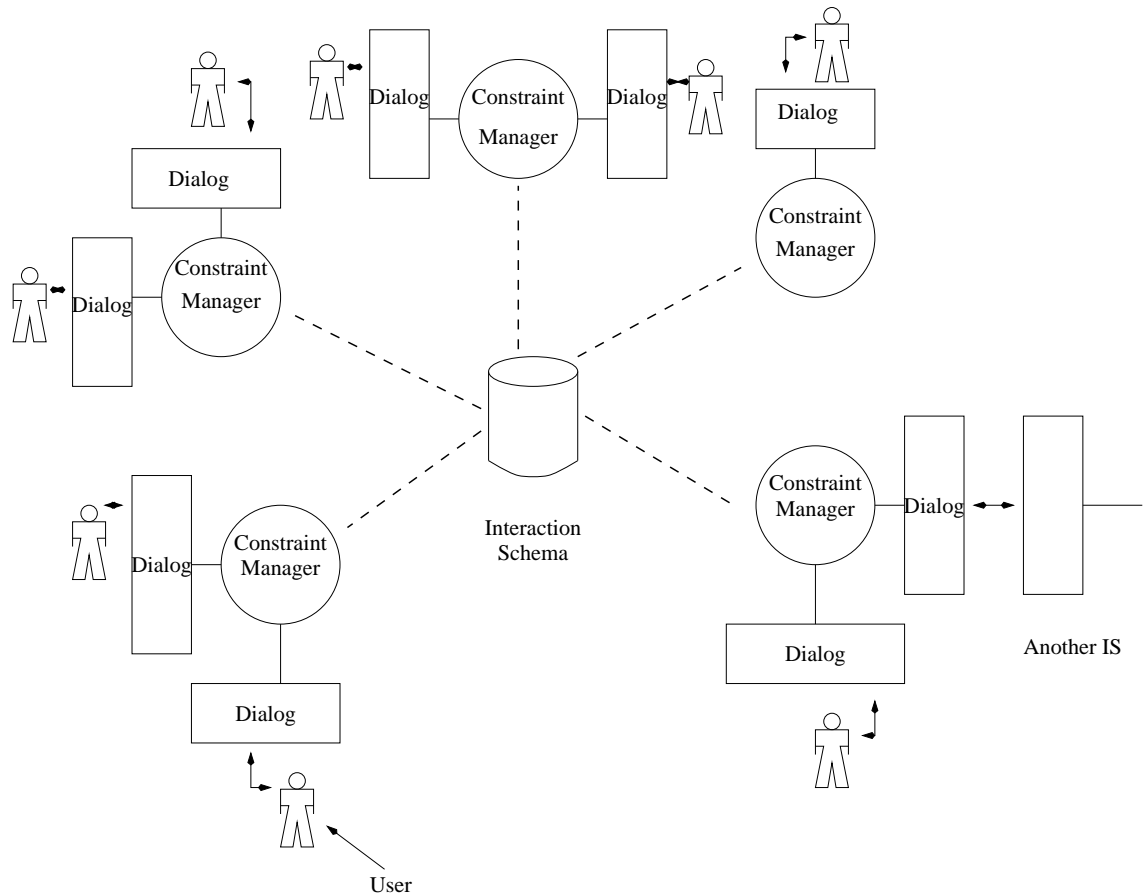 Dialog
Constraint
Manager
Dialog
Dialog
Dialog
Constraint
Manager
Constraint
Manager
Dialog
Constraint
Manager
Dialog
Interaction
Schema
Constraint
Manager
Dialog
Another IS
Dialog
Dialog
User